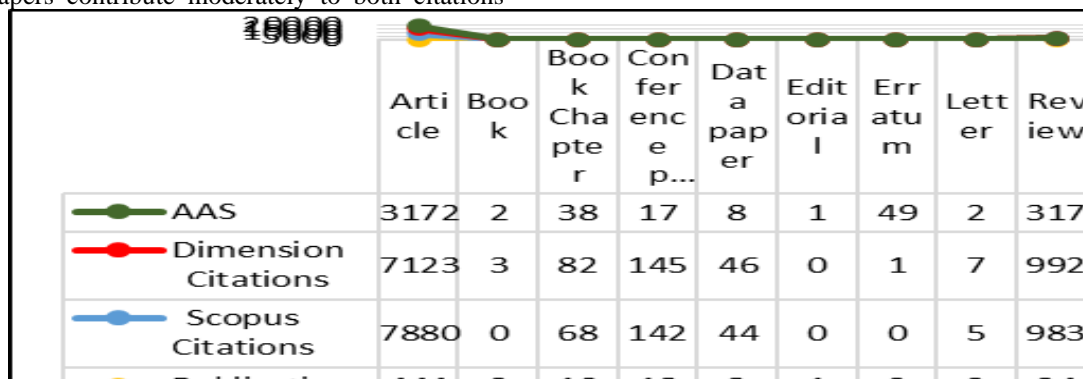 apers contribute moderately to both citations
Arti
cle
Boo
k
Boo
k
Cha
pte
r
Con
fer
enc
e
p...
Dat
a
pap
er
Edit
oria
l
Err
atu
m
Lett
er
Rev
iew
AAS 3172 2 38 17 8 1 49 2 317
Dimension
Citations
7123 3 82 145 46 0 1 7 992
Scopus
Citations
7880 0 68 142 44 0 0 5 983